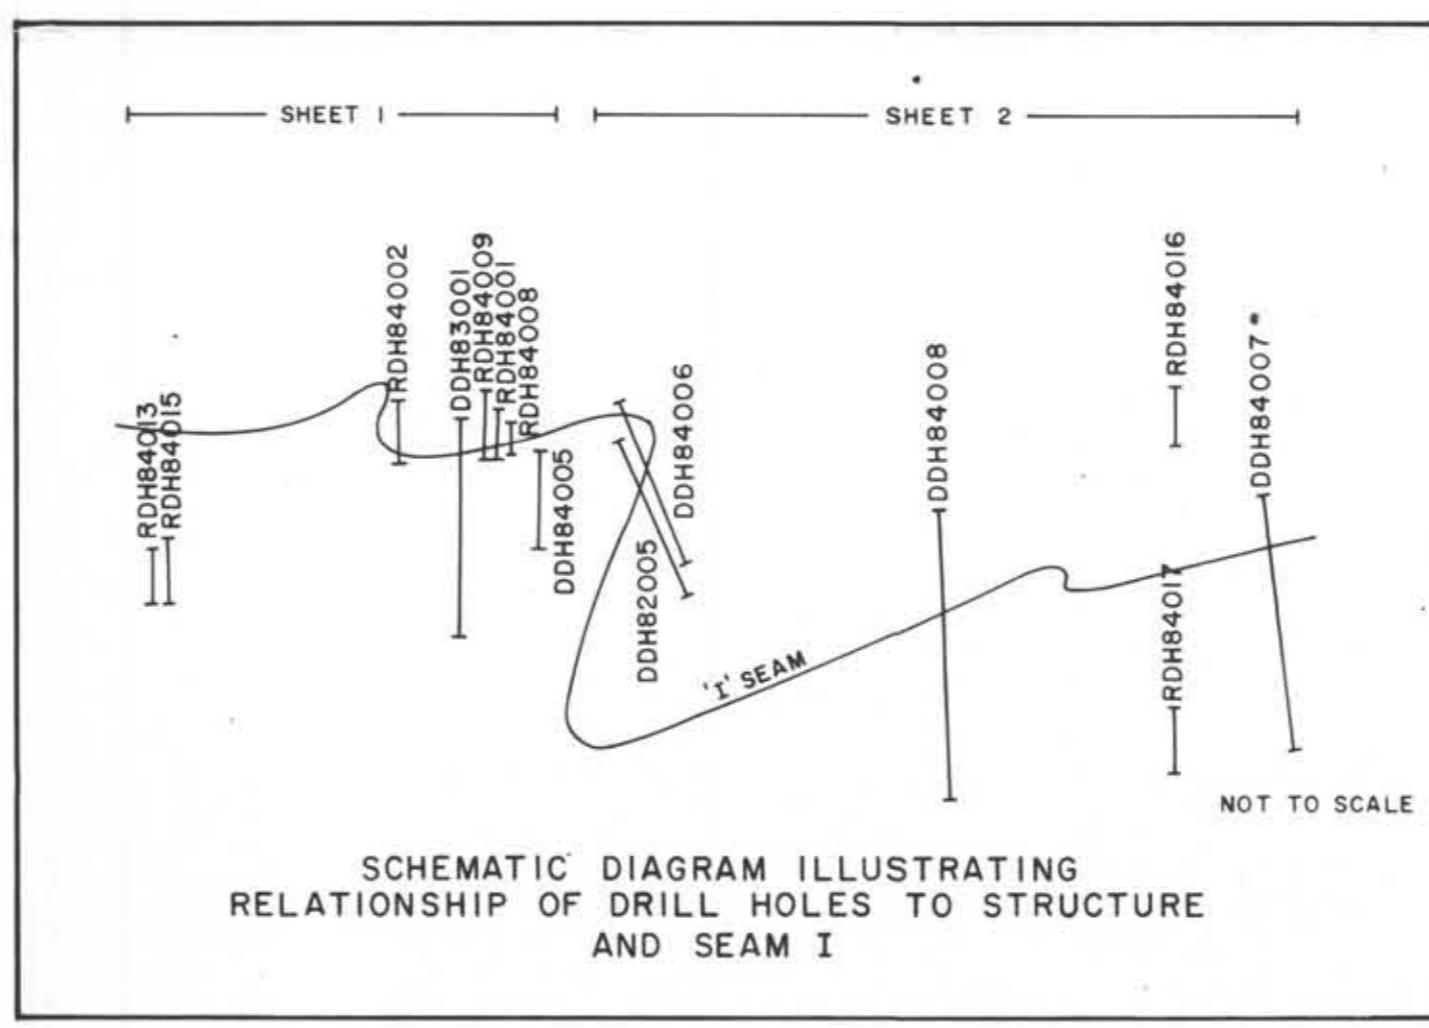 SHEET 1
SHEET 2
RDH84013
RDH84015
RDH84002
DDH83001
RDH84009
RDH84001
RDH84008
DDH84005
DDH82005
DDH84006
'I' SEAM
DDH84008
RDH84016
RDH84017
DDH84007*
NOT TO SCALE
SCHEMATIC DIAGRAM ILLUSTRATING
RELATIONSHIP OF DRILL HOLES TO STRUCTURE
AND SEAM I